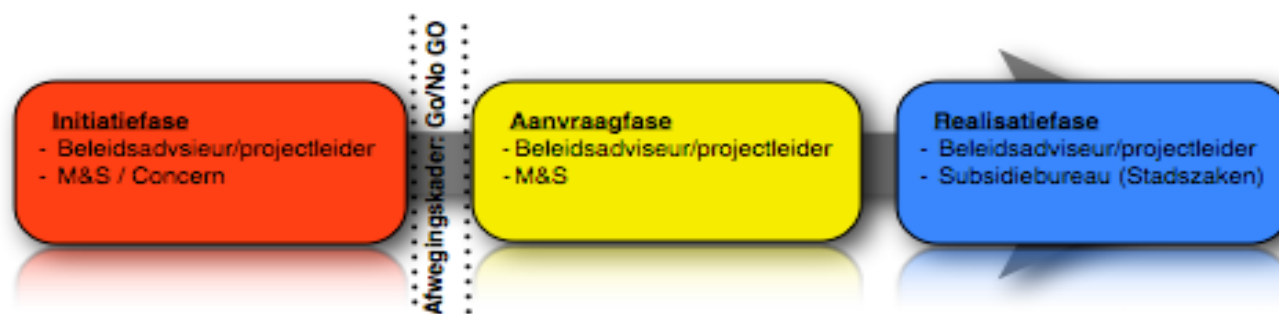 Initiatiefase
- Beleidsadvsieur/projectleider
- M&S / Concern
Afwegingskader: Go/No GO
Aanvraagfase
- Beleidsadviseur/projectleider
- M&S
Realisatiefase
- Beleidsadviseur/projectleider
- Subsidiebureau (Stadszaken)